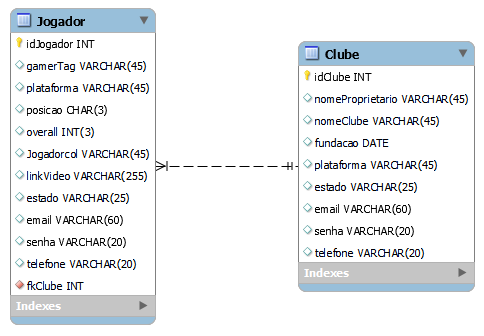 Jogador
idJogador INT
gamerTag VARCHAR(45)
plataforma VARCHAR(45)
posicao CHAR(3)
overall INT(3)
Jogadorcol VARCHAR(45)
linkVideo VARCHAR(255)
estado VARCHAR(25)
email VARCHAR(60)
senha VARCHAR(20)
telefone VARCHAR(20)
fkClube INT
Indexes
Clube
idClube INT
nomeProprietario VARCHAR(45)
nomeClube VARCHAR(45)
fundacao DATE
plataforma VARCHAR(45)
estado VARCHAR(25)
email VARCHAR(60)
senha VARCHAR(20)
telefone VARCHAR(20)
Indexes